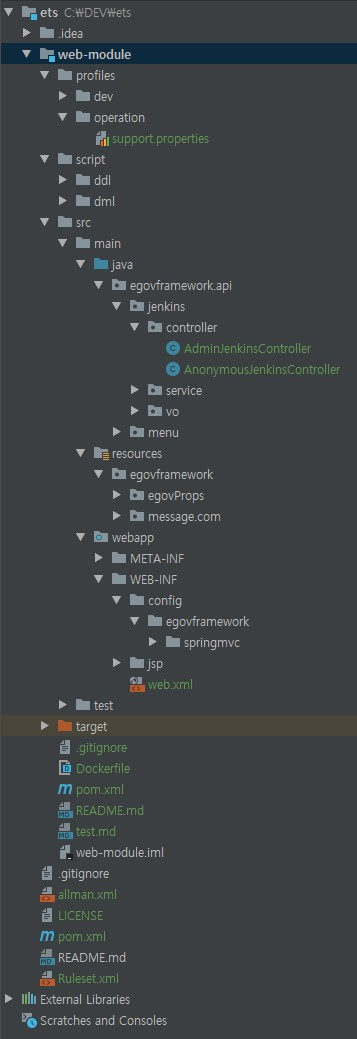 ets C:₩DEV₩ets
.idea
web-module
profiles
dev
operation
support.properties
script
ddl
dml
src
main
java
egovframework.api
jenkins
controller
AdminJenkinsController
AnonymousJenkinsController
service
vo
menu
resources
egovframework
egovProps
message.com
webapp
META-INF
WEB-INF
config
egovframework
springmvc
jsp
web.xml
test
target
.gitignore
Dockerfile
pom.xml
README.md
test.md
web-module.iml
.gitignore
allman.xml
LICENSE
pom.xml
README.md
Ruleset.xml
External Libraries
Scratches and Consoles